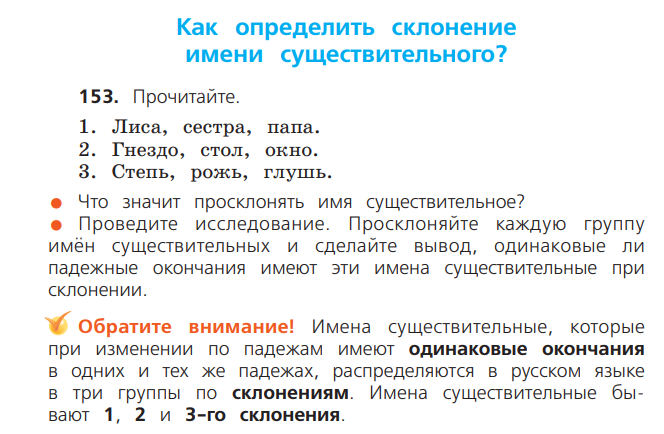 Как определить склонение
имени существительного?
153. Прочитайте.
1. Лиса, сестра, папа.
2. Гнездо, стол, окно.
3. Степь, рожь, глушь.
● Что значит просклонять имя существительное?
● Проведите исследование. Просклоняйте каждую группу
имён существительных и сделайте вывод, одинаковые ли
падежные окончания имеют эти имена существительные при
склонении.
Обратите внимание! Имена существительные, которые
при изменении по падежам имеют одинаковые окончания
в одних и тех же падежах, распределяются в русском языке
в три группы по склонениям. Имена существительные бы-
вают 1, 2 и 3-го склонения.